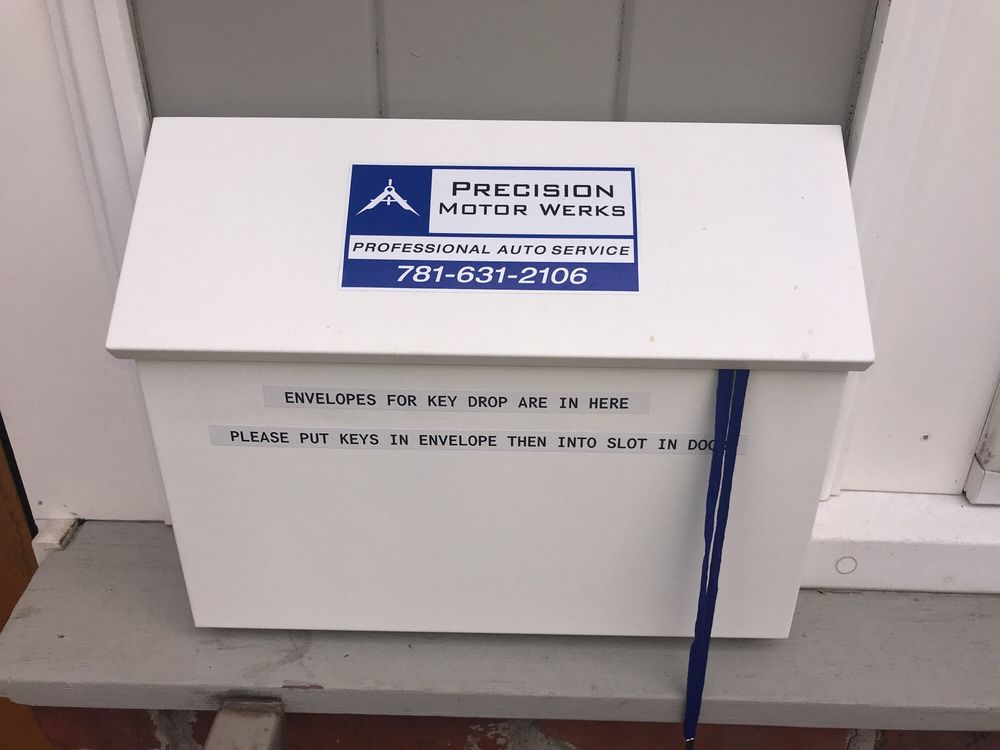 PRECISION
MOTOR WERKS
PROFESSIONAL AUTO SERVICE
781-631-2106
ENVELOPES FOR KEY DROP ARE IN HERE
PLEASE PUT KEYS IN ENVELOPE THEN INTO SLOT IN DOOR